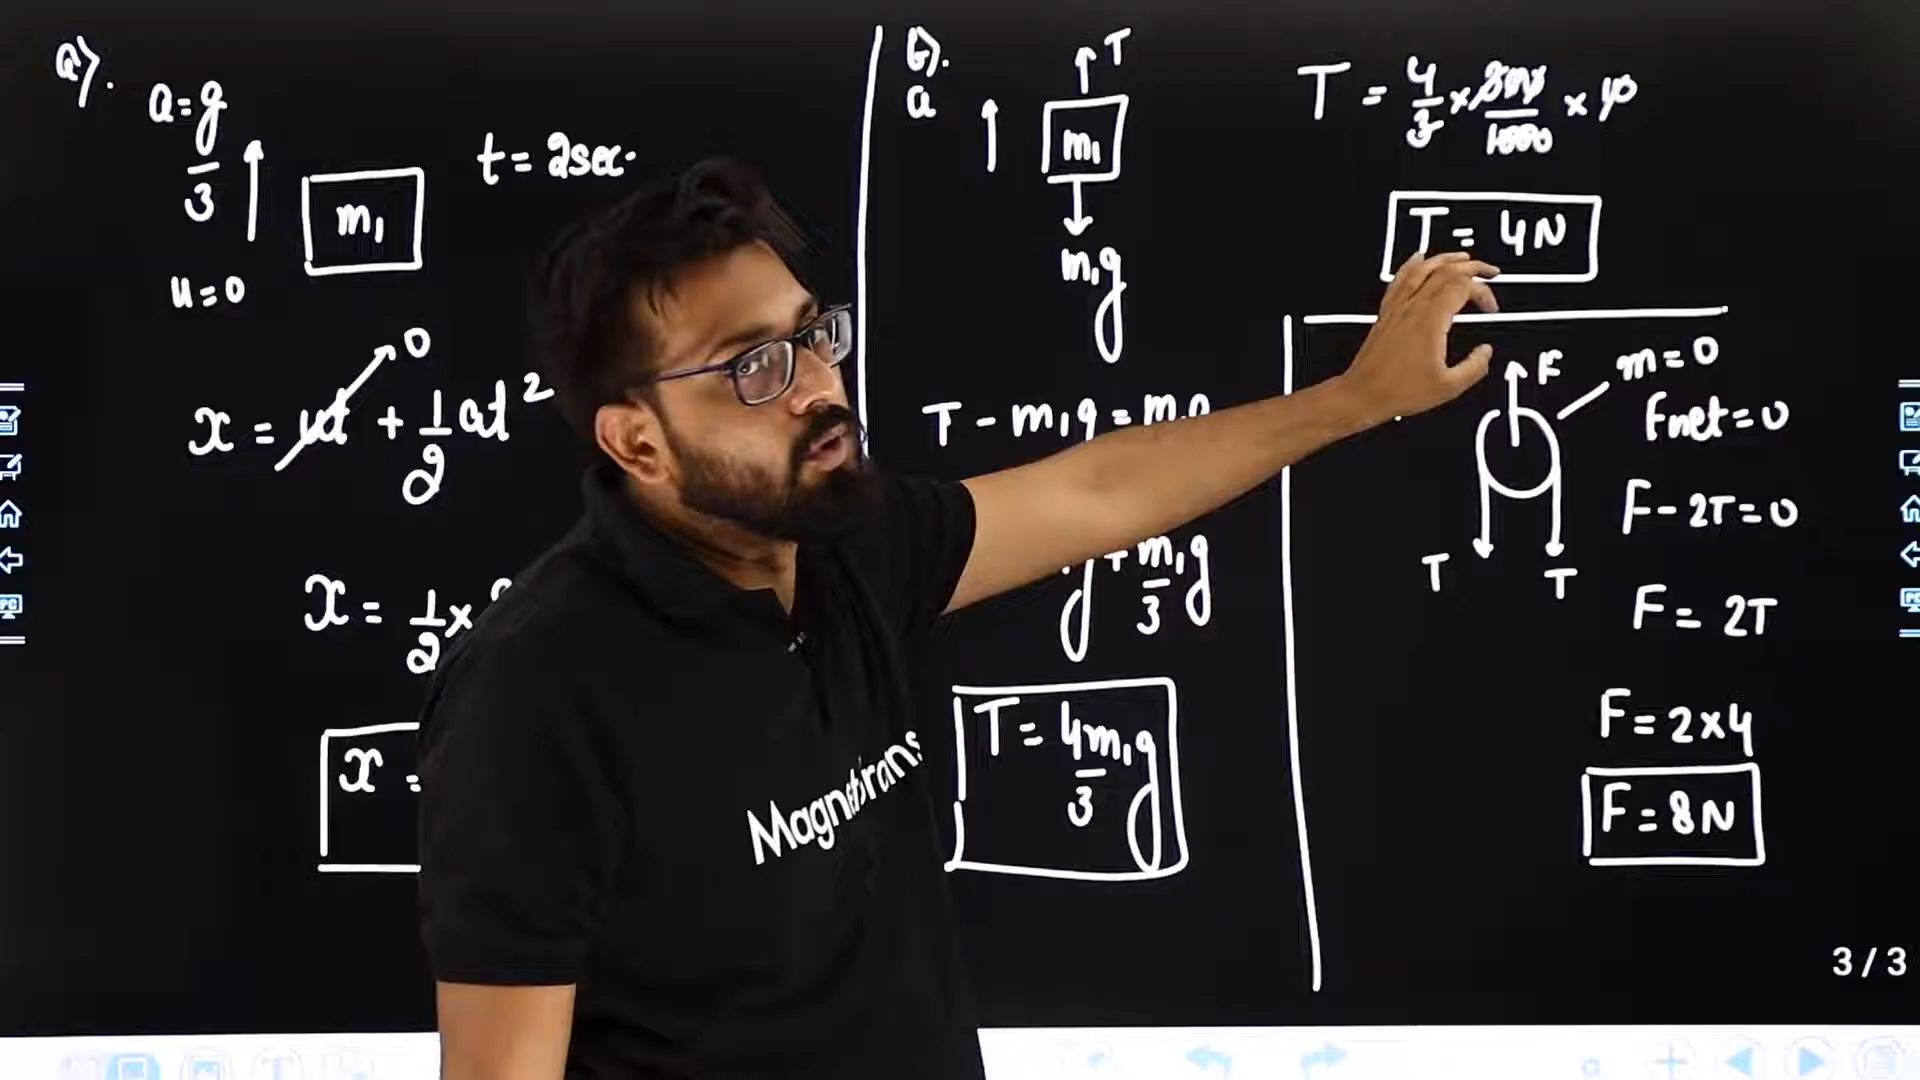 a).
a = g/3
m₁
t = 2sec.
u = 0
x = ut + 1/2 at²
0
x = 1/2 ×
x =
b).
a
T
m₁
m₁g
T - m₁g = m₁a
+ m₁g/3
T = 4m₁g/3
T = 4/3 × 300/1000 × 10
T = 4N
F
m = 0
Fnet = 0
F - 2T = 0
T
T
F = 2T
F = 2×4
F = 8N
3 / 3
Magnetbrains